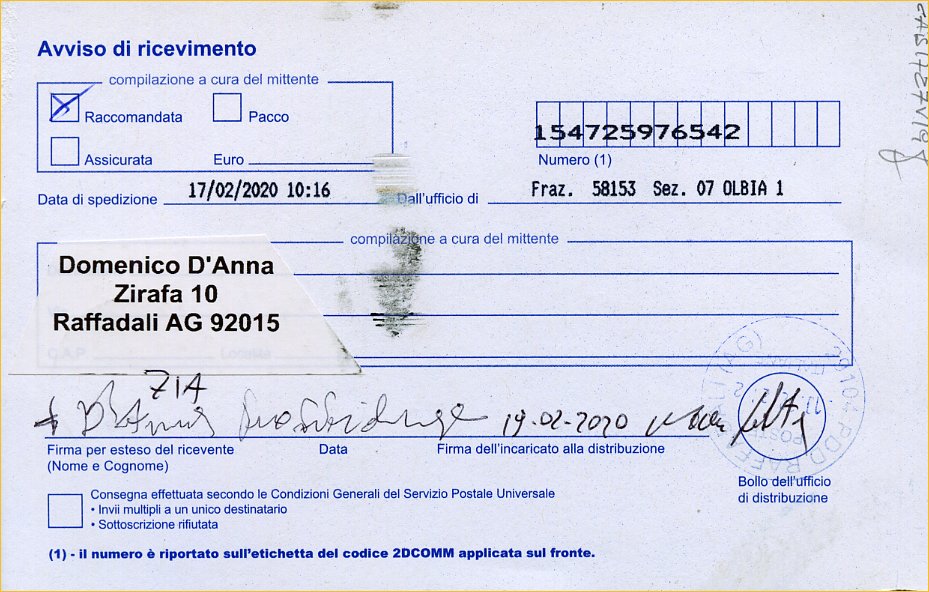 Avviso di ricevimento
compilazione a cura del mittente
Raccomandata
Pacco
Assicurata
Euro
154725976542
Numero (1)
Data di spedizione 17/02/2020 10:16
Dall'ufficio di Fraz. 58153 Sez. 07 OLBIA 1
compilazione a cura del mittente
Domenico D'Anna
Zirafa 10
Raffadali AG 92015
C.A.P.
Località
ZIA
D'Anna
19-02-2020
Firma per esteso del ricevente
(Nome e Cognome)
Data
Firma dell'incaricato alla distribuzione
Bollo dell'ufficio
di distribuzione
Consegna effettuata secondo le Condizioni Generali del Servizio Postale Universale
• Invii multipli a un unico destinatario
• Sottoscrizione rifiutata
(1) - il numero è riportato sull'etichetta del codice 2DCOMM applicata sul fronte.